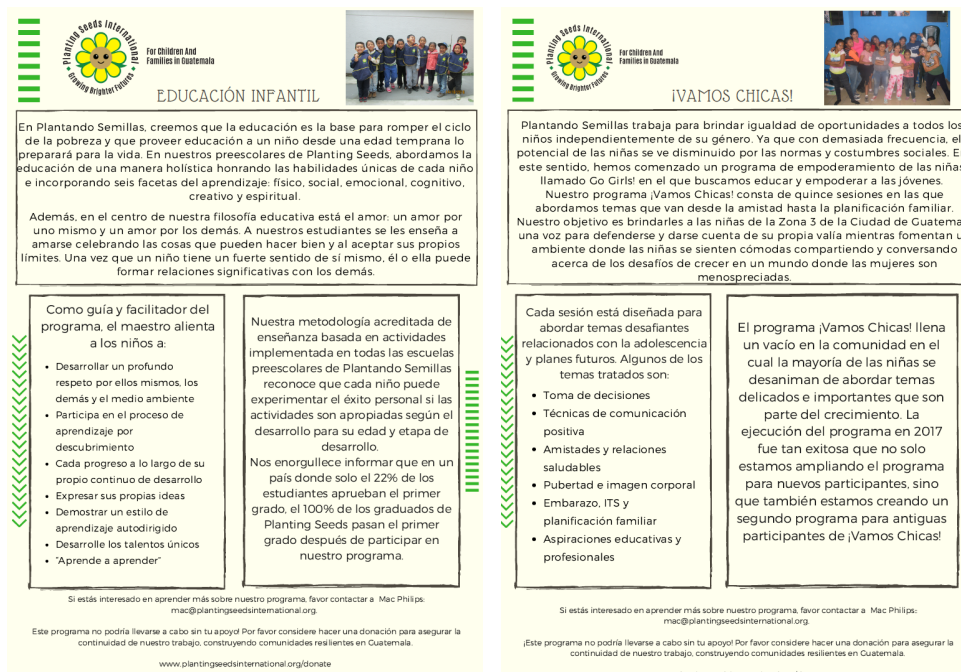 Planting Seeds International
Growing Brighter Futures
For Children And
Families in Guatemala
EDUCACIÓN INFANTIL
En Plantando Semillas, creemos que la educación es la base para romper el ciclo
de la pobreza y que proveer educación a un niño desde una edad temprana lo
preparará para la vida. En nuestros preescolares de Planting Seeds, abordamos la
educación de una manera holística honrando las habilidades únicas de cada niño
e incorporando seis facetas del aprendizaje: físico, social, emocional, cognitivo,
creativo y espiritual.
Además, en el centro de nuestra filosofía educativa está el amor: un amor por
uno mismo y un amor por los demás. A nuestros estudiantes se les enseña a
amarse celebrando las cosas que pueden hacer bien y al aceptar sus propios
límites. Una vez que un niño tiene un fuerte sentido de sí mismo, él o ella puede
formar relaciones significativas con los demás.
Como guía y facilitador del
programa, el maestro alienta
a los niños a:
• Desarrollar un profundo
respeto por ellos mismos, los
demás y el medio ambiente
• Participa en el proceso de
aprendizaje por
descubrimiento
• Cada progreso a lo largo de su
propio continuo de desarrollo
• Expresar sus propias ideas
• Demostrar un estilo de
aprendizaje autodirigido
• Desarrolle los talentos únicos
• "Aprende a aprender"
Nuestra metodología acreditada de
enseñanza basada en actividades
implementada en todas las escuelas
preescolares de Plantando Semillas
reconoce que cada niño puede
experimentar el éxito personal si las
actividades son apropiadas según el
desarrollo para su edad y etapa de
desarrollo.
Nos enorgullece informar que en un
país donde solo el 22% de los
estudiantes aprueban el primer
grado, el 100% de los graduados de
Planting Seeds pasan el primer
grado después de participar en
nuestro programa.
Si estás interesado en aprender más sobre nuestro programa, favor contactar a Mac Philips:
mac@plantingseedsinternational.org.
Este programa no podría llevarse a cabo sin tu apoyo! Por favor considere hacer una donación para asegurar la
continuidad de nuestro trabajo, construyendo comunidades resilientes en Guatemala.
www.plantingseedsinternational.org/donate
Planting Seeds International
Growing Brighter Futures
For Children And
Families in Guatemala
¡VAMOS CHICAS!
Plantando Semillas trabaja para brindar igualdad de oportunidades a todos los
niños independientemente de su género. Ya que con demasiada frecuencia, el
potencial de las niñas se ve disminuido por las normas y costumbres sociales. E
este sentido, hemos comenzado un programa de empoderamiento de las niñas
llamado Go Girls! en el que buscamos educar y empoderar a las jóvenes.
Nuestro programa ¡Vamos Chicas! consta de quince sesiones en las que
abordamos temas que van desde la amistad hasta la planificación familiar.
Nuestro objetivo es brindarles a las niñas de la Zona 3 de la Ciudad de Guatema
una voz para defenderse y darse cuenta de su propia valía mientras fomentan u
ambiente donde las niñas se sienten cómodas compartiendo y conversando
acerca de los desafíos de crecer en un mundo donde las mujeres son
menospreciadas.
Cada sesión está diseñada para
abordar temas desafiantes
relacionados con la adolescencia
y planes futuros. Algunos de los
temas tratados son:
• Toma de decisiones
• Técnicas de comunicación
positiva
• Amistades y relaciones
saludables
• Pubertad e imagen corporal
• Embarazo, ITS y
planificación familiar
• Aspiraciones educativas y
profesionales
El programa ¡Vamos Chicas! llena
un vacío en la comunidad en el
cual la mayoría de las niñas se
desaniman de abordar temas
delicados e importantes que son
parte del crecimiento. La
ejecución del programa en 2017
fue tan exitosa que no solo
estamos ampliando el programa
para nuevos participantes, sino
que también estamos creando un
segundo programa para antiguas
participantes de ¡Vamos Chicas!
Si estás interesado en aprender más sobre nuestro programa, favor contactar a Mac Philips:
mac@plantingseedsinternational.org.
¡Este programa no podría llevarse a cabo sin tu apoyo! Por favor considere hacer una donación para asegurar la
continuidad de nuestro trabajo, construyendo comunidades resilientes en Guatemala.